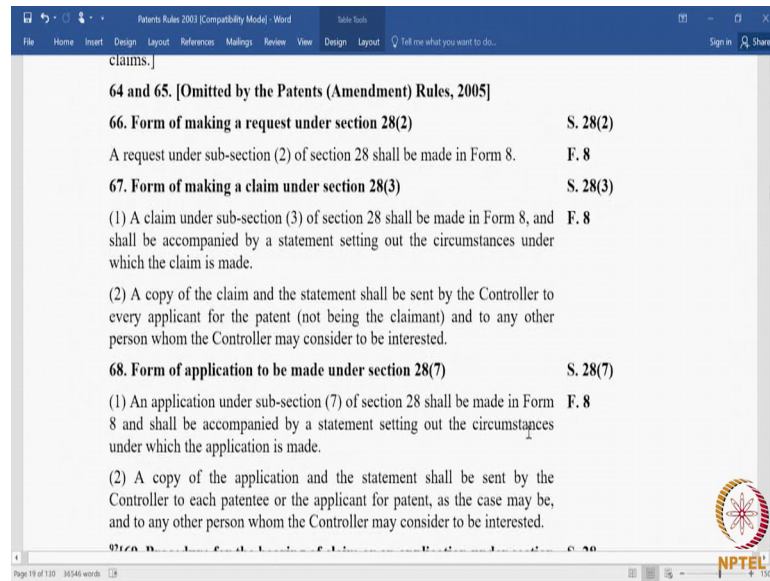 Patents Rules 2003 [Compatibility Mode] - Word
Table Tools
File Home Insert Design Layout References Mailings Review View Design Layout Tell me what you want to do...
Sign in Share
claims.]
64 and 65. [Omitted by the Patents (Amendment) Rules, 2005]
66. Form of making a request under section 28(2) S. 28(2)
A request under sub-section (2) of section 28 shall be made in Form 8. F. 8
67. Form of making a claim under section 28(3) S. 28(3)
(1) A claim under sub-section (3) of section 28 shall be made in Form 8, and F. 8
shall be accompanied by a statement setting out the circumstances under
which the claim is made.
(2) A copy of the claim and the statement shall be sent by the Controller to
every applicant for the patent (not being the claimant) and to any other
person whom the Controller may consider to be interested.
68. Form of application to be made under section 28(7) S. 28(7)
(1) An application under sub-section (7) of section 28 shall be made in Form F. 8
8 and shall be accompanied by a statement setting out the circumstances
under which the application is made.
(2) A copy of the application and the statement shall be sent by the
Controller to each patentee or the applicant for patent, as the case may be,
and to any other person whom the Controller may consider to be interested.
NPTEL
Page 19 of 130 36546 words